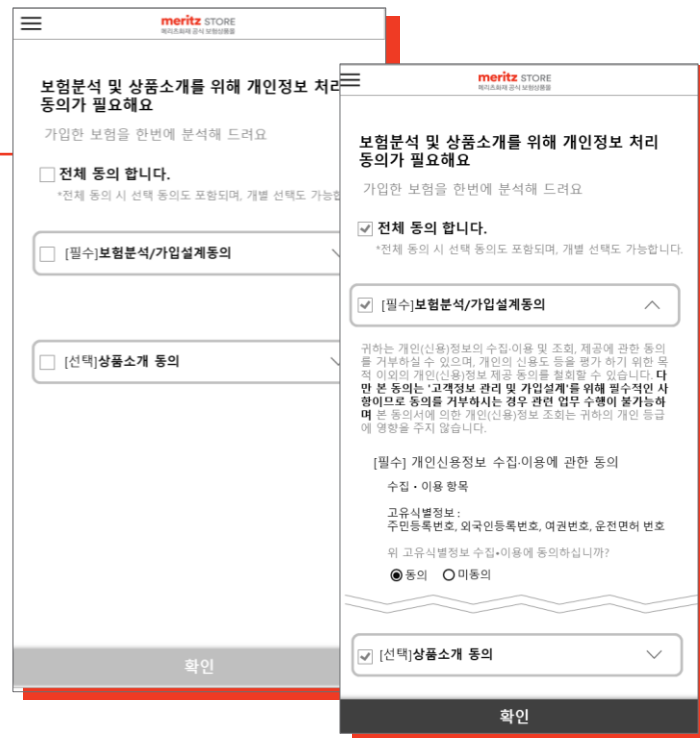 meritz STORE
메리츠화재 공식 보험상품몰
보험분석 및 상품소개를 위해 개인정보 처리
동의가 필요해요
가입한 보험을 한번에 분석해 드려요
전체 동의 합니다.
*전체 동의 시 선택 동의도 포함되며, 개별 선택도 가능합
[필수]보험분석/가입설계동의
[선택]상품소개 동의
확인
meritz STORE
메리츠화재 공식 보험상품몰
보험분석 및 상품소개를 위해 개인정보 처리
동의가 필요해요
가입한 보험을 한번에 분석해 드려요
전체 동의 합니다.
*전체 동의 시 선택 동의도 포함되며, 개별 선택도 가능합니다.
[필수]보험분석/가입설계동의
귀하는 개인(신용)정보의 수집·이용 및 조회, 제공에 관한 동의
를 거부하실 수 있으며, 개인의 신용도 등을 평가 하기 위한 목
적 이외의 개인(신용)정보 제공 동의를 철회할 수 있습니다. 다
만 본 동의는 '고객정보 관리 및 가입설계'를 위해 필수적인 사
항이므로 동의를 거부하시는 경우 관련 업무 수행이 불가능하
며 본 동의서에 의한 개인(신용)정보 조회는 귀하의 개인 등급
에 영향을 주지 않습니다.
[필수] 개인신용정보 수집·이용에 관한 동의
수집 · 이용 항목
고유식별정보 :
주민등록번호, 외국인등록번호, 여권번호, 운전면허 번호
위 고유식별정보 수집•이용에 동의하십니까?
동의 미동의
[선택]상품소개 동의
확인